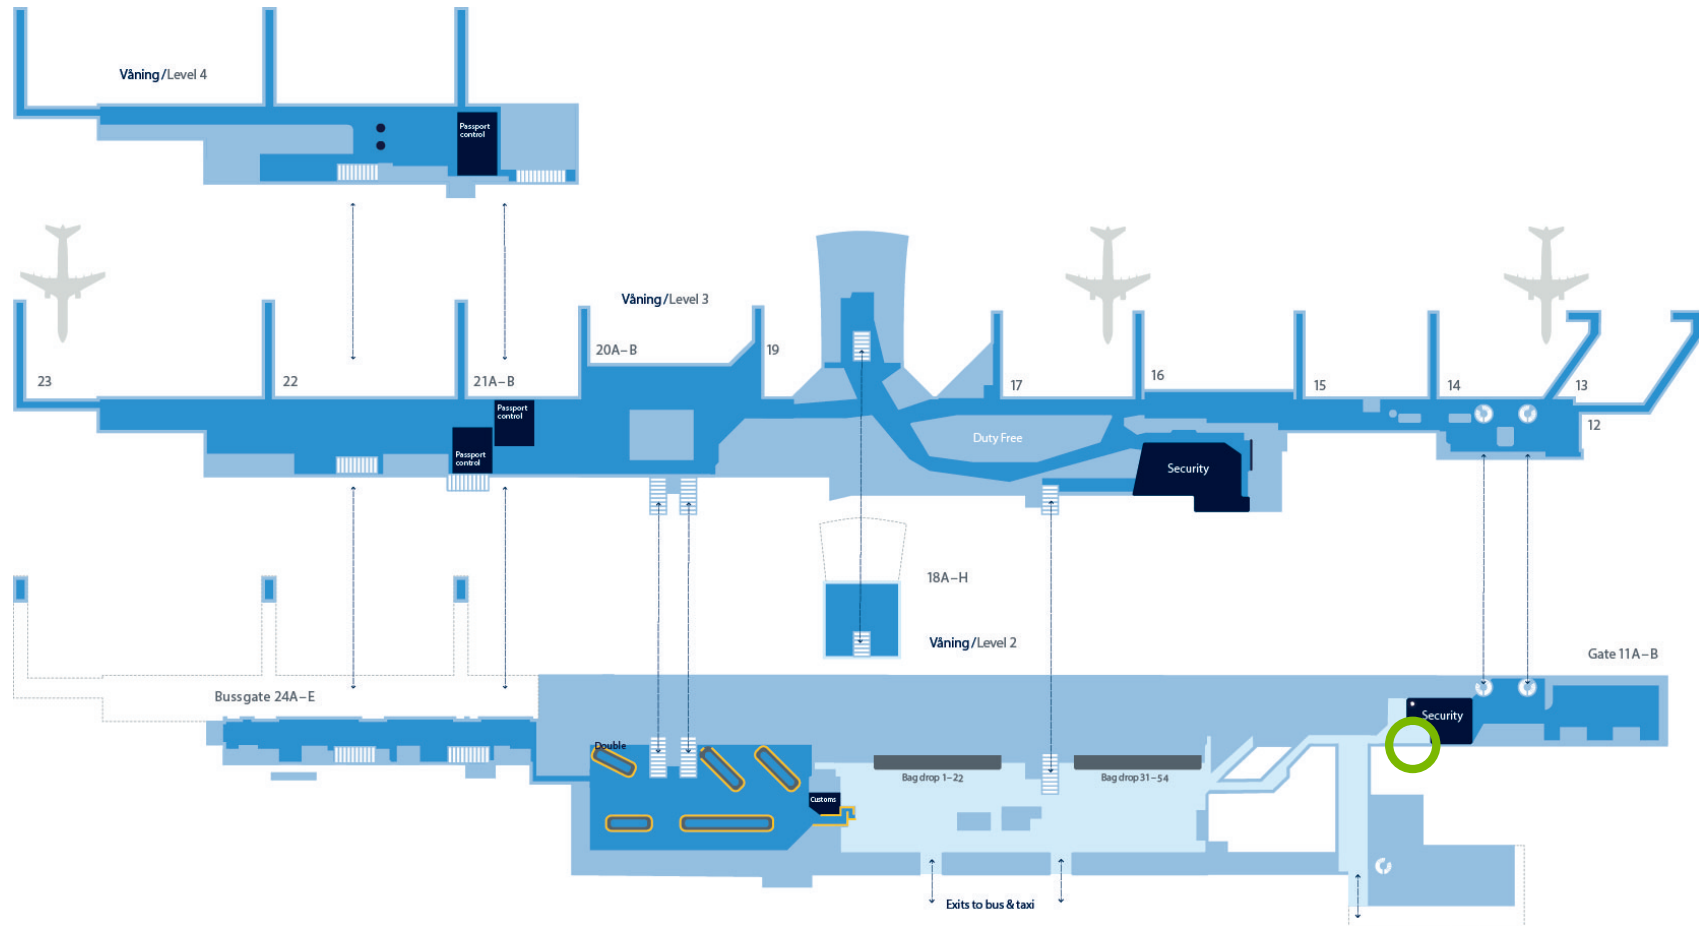 Våning/Level 4
Passport
control
Våning/Level 3
20A–B
19
23
22
21A–B
17
16
15
14
13
12
Passport
control
Passport
control
Duty Free
Security
18A–H
Våning/Level 2
Gate 11A–B
Bussgate 24A–E
Security
Double
Bag drop 1–22
Bag drop 31–54
Customs
Exits to bus & taxi